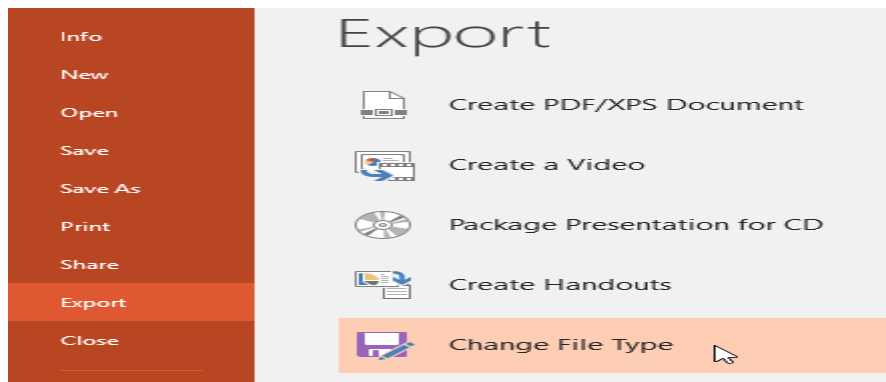 Info
New
Open
Save
Save As
Print
Share
Export
Close
Export
Create PDF/XPS Document
Create a Video
Package Presentation for CD
Create Handouts
Change File Type